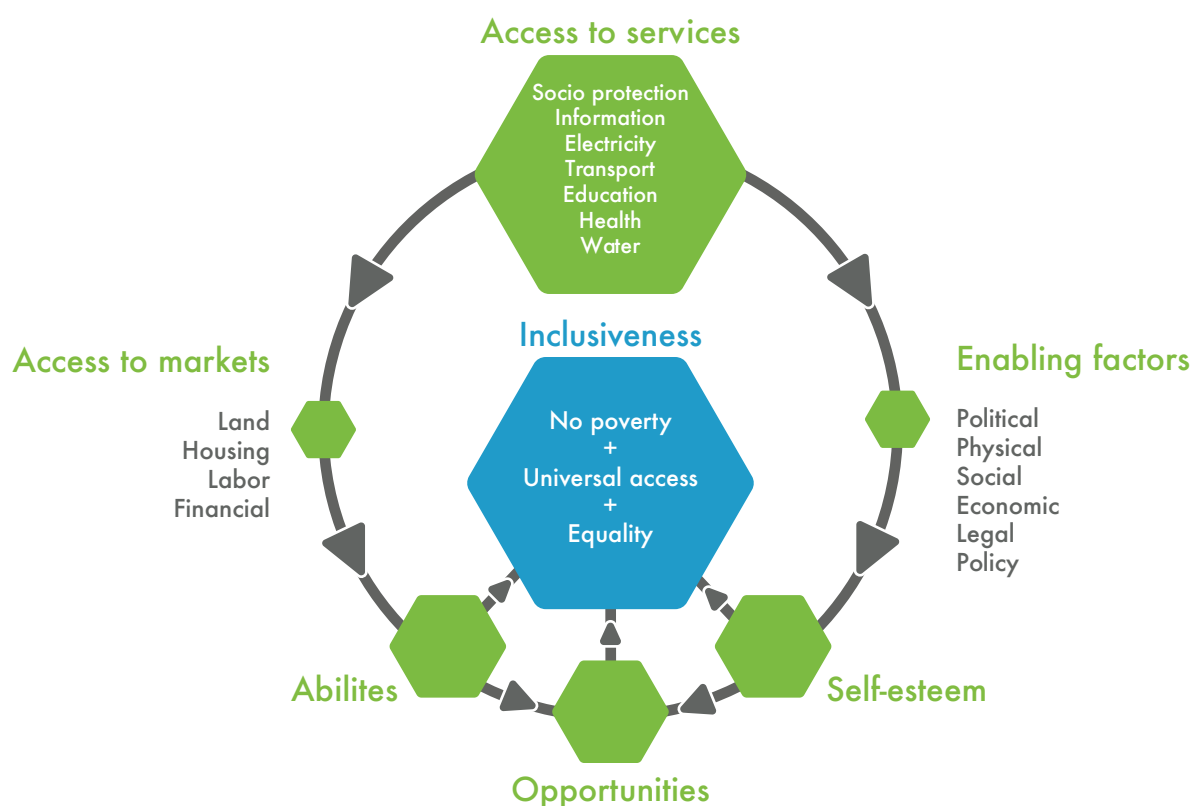 Access to services
Socio protection
Information
Electricity
Transport
Education
Health
Water
Inclusiveness
No poverty
+
Universal access
+
Equality
Access to markets
Land
Housing
Labor
Financial
Enabling factors
Political
Physical
Social
Economic
Legal
Policy
Abilites
Self-esteem
Opportunities